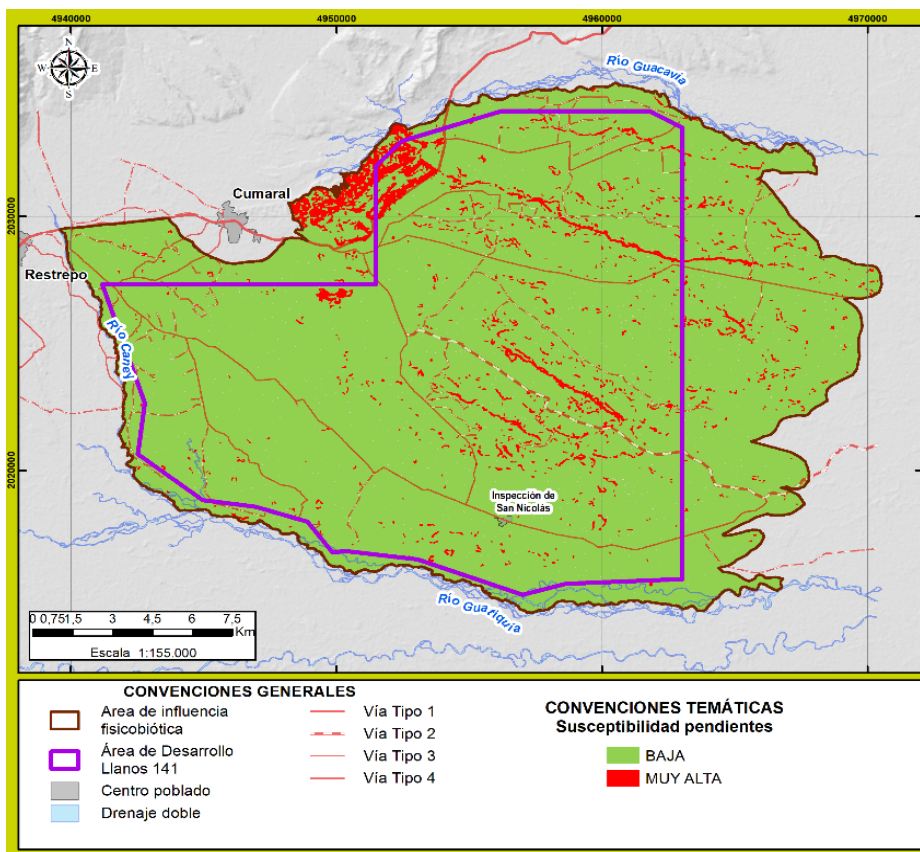 4940000 4950000 4960000 4970000
N
W E
S
Río Guacavía
Cumaral
2030000
Restrepo
Río Caney
2020000
Inspección de
San Nicolás
Río Guatiquía
0 0,751,5 3 4,5 6 7,5
Km
Escala 1:155.000
CONVENCIONES GENERALES
Area de influencia
fisicobiótica
Área de Desarrollo
Llanos 141
Centro poblado
Drenaje doble
Vía Tipo 1
Vía Tipo 2
Vía Tipo 3
Vía Tipo 4
CONVENCIONES TEMÁTICAS
Susceptibilidad pendientes
BAJA
MUY ALTA